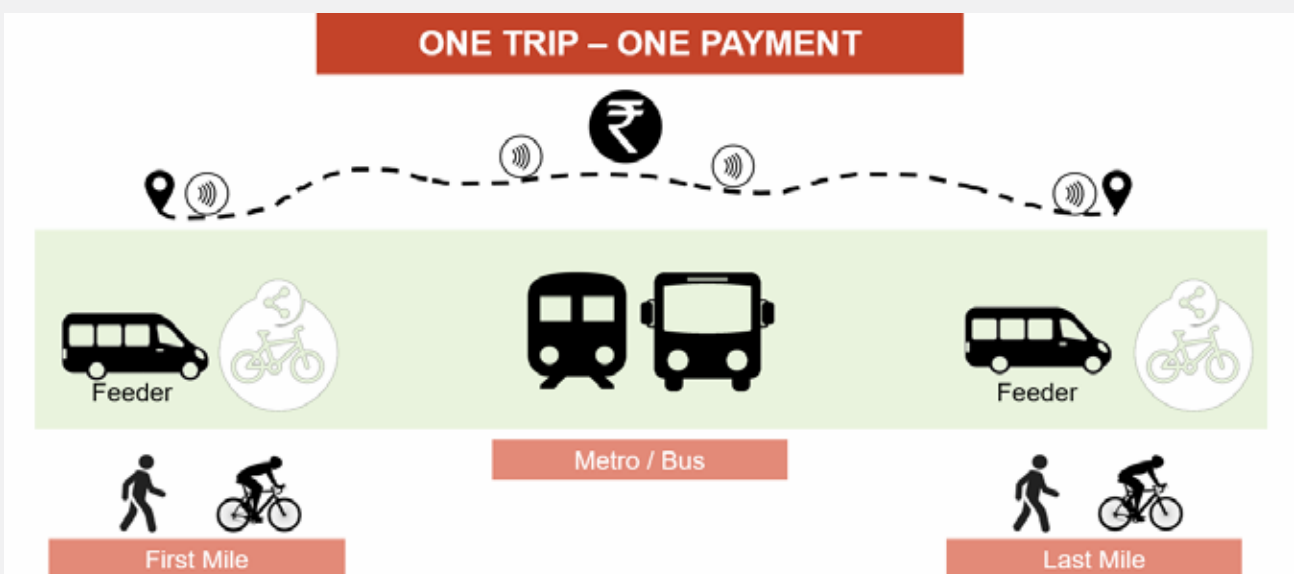 ONE TRIP – ONE PAYMENT
₹
Feeder
Feeder
Metro / Bus
First Mile
Last Mile